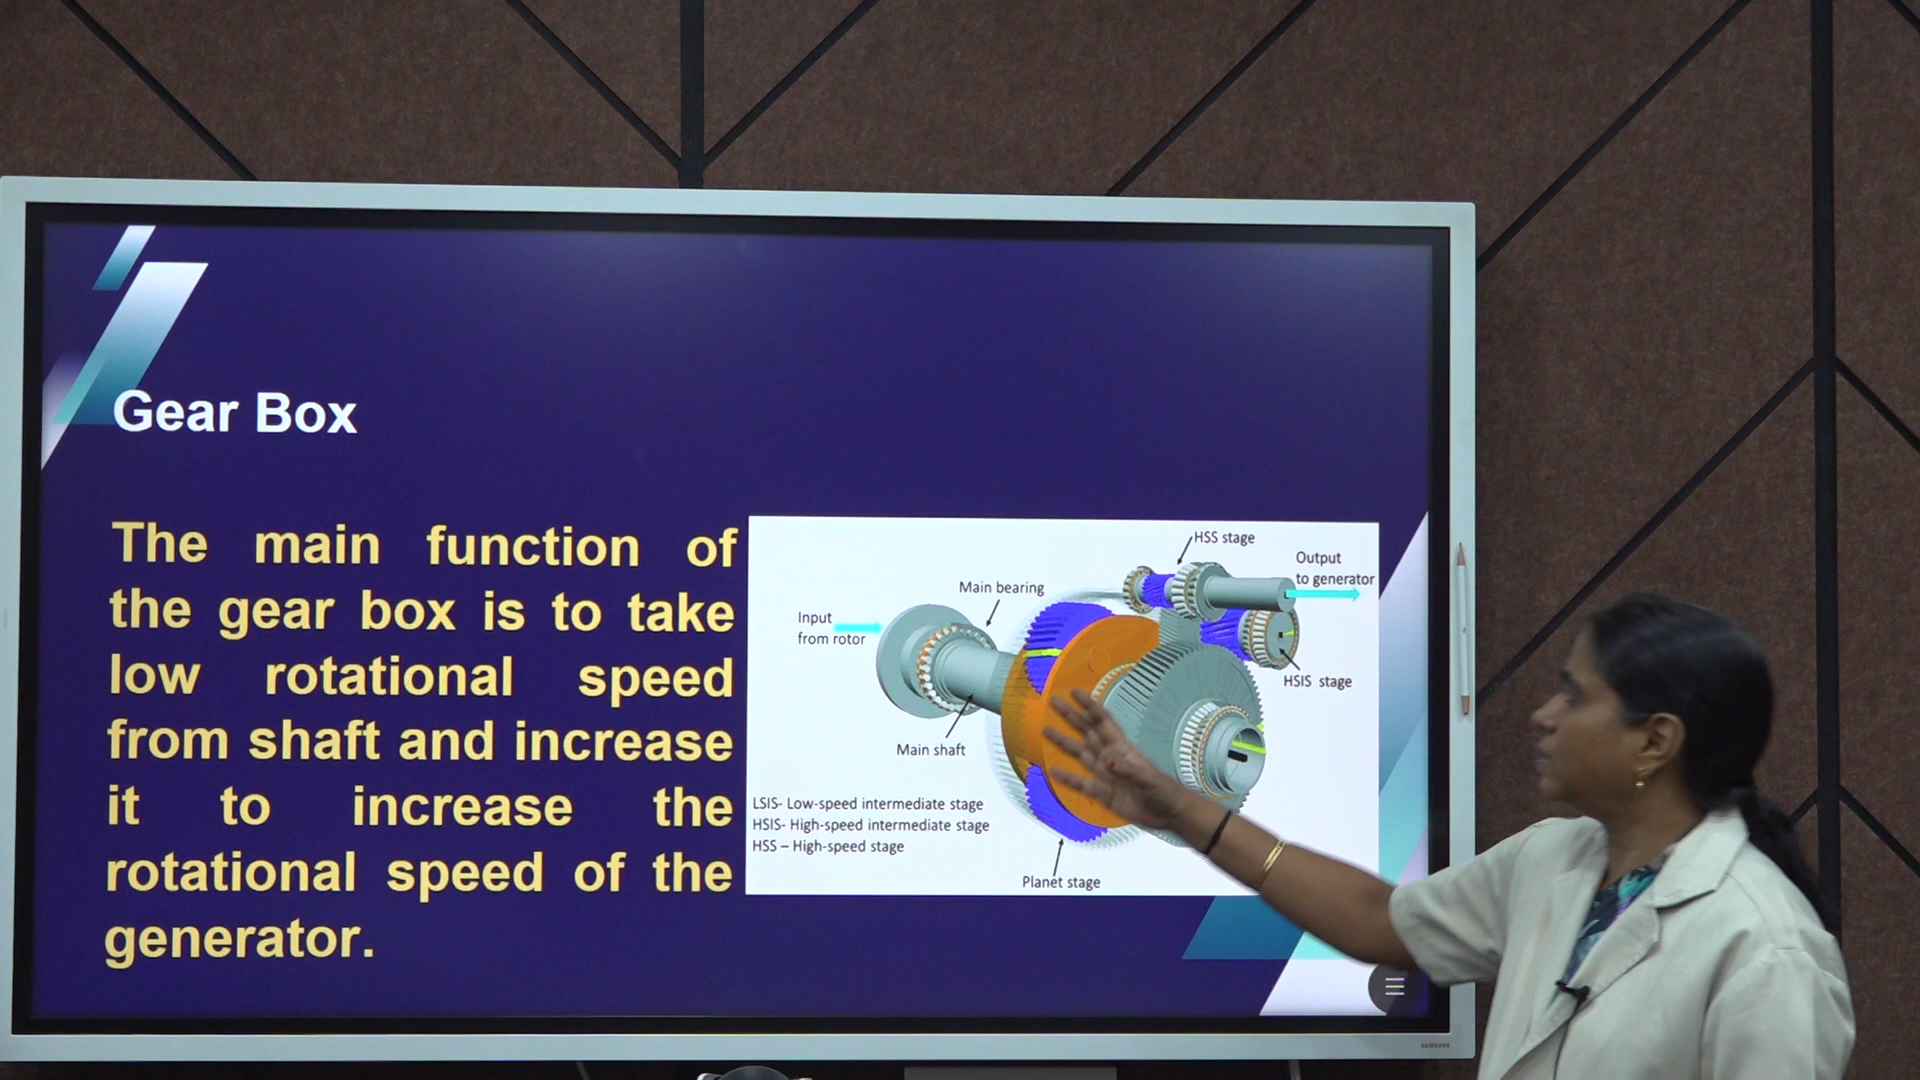 Gear Box
The main function of
the gear box is to take
low rotational speed
from shaft and increase
it to increase the
rotational speed of the
generator.
HSS stage
Output
to generator
Main bearing
Input
from rotor
HSIS stage
Main shaft
LSIS- Low-speed intermediate stage
HSIS- High-speed intermediate stage
HSS – High-speed stage
Planet stage
SAMSUNG